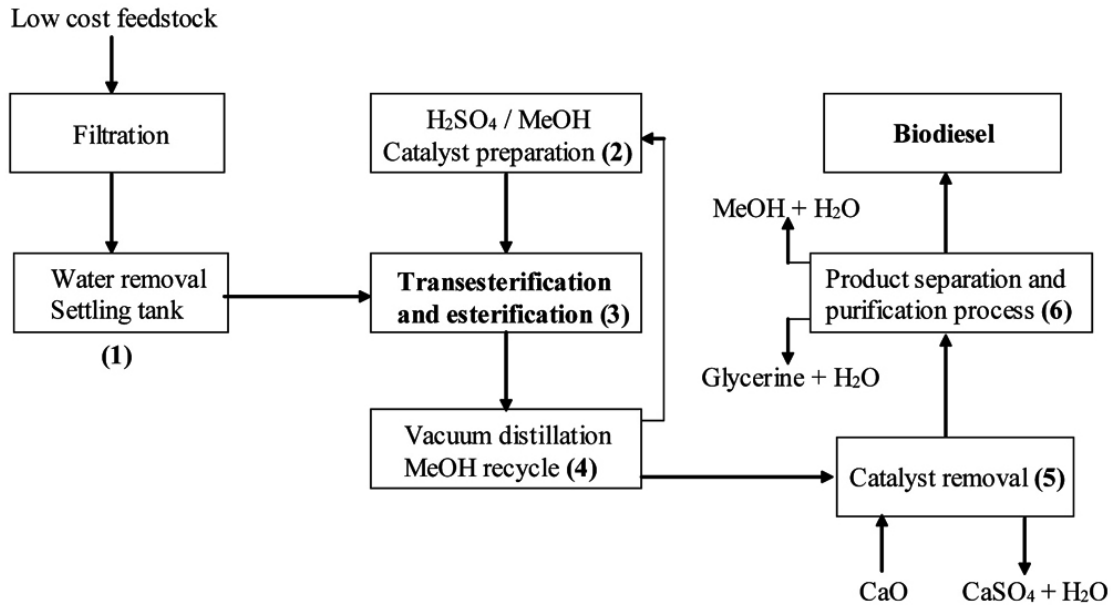 Low cost feedstock
Filtration
Water removal
Settling tank
(1)
H₂SO₄ / MeOH
Catalyst preparation (2)
Transesterification
and esterification (3)
Vacuum distillation
MeOH recycle (4)
Biodiesel
MeOH + H₂O
Product separation and
purification process (6)
Glycerine + H₂O
Catalyst removal (5)
CaO
CaSO₄ + H₂O